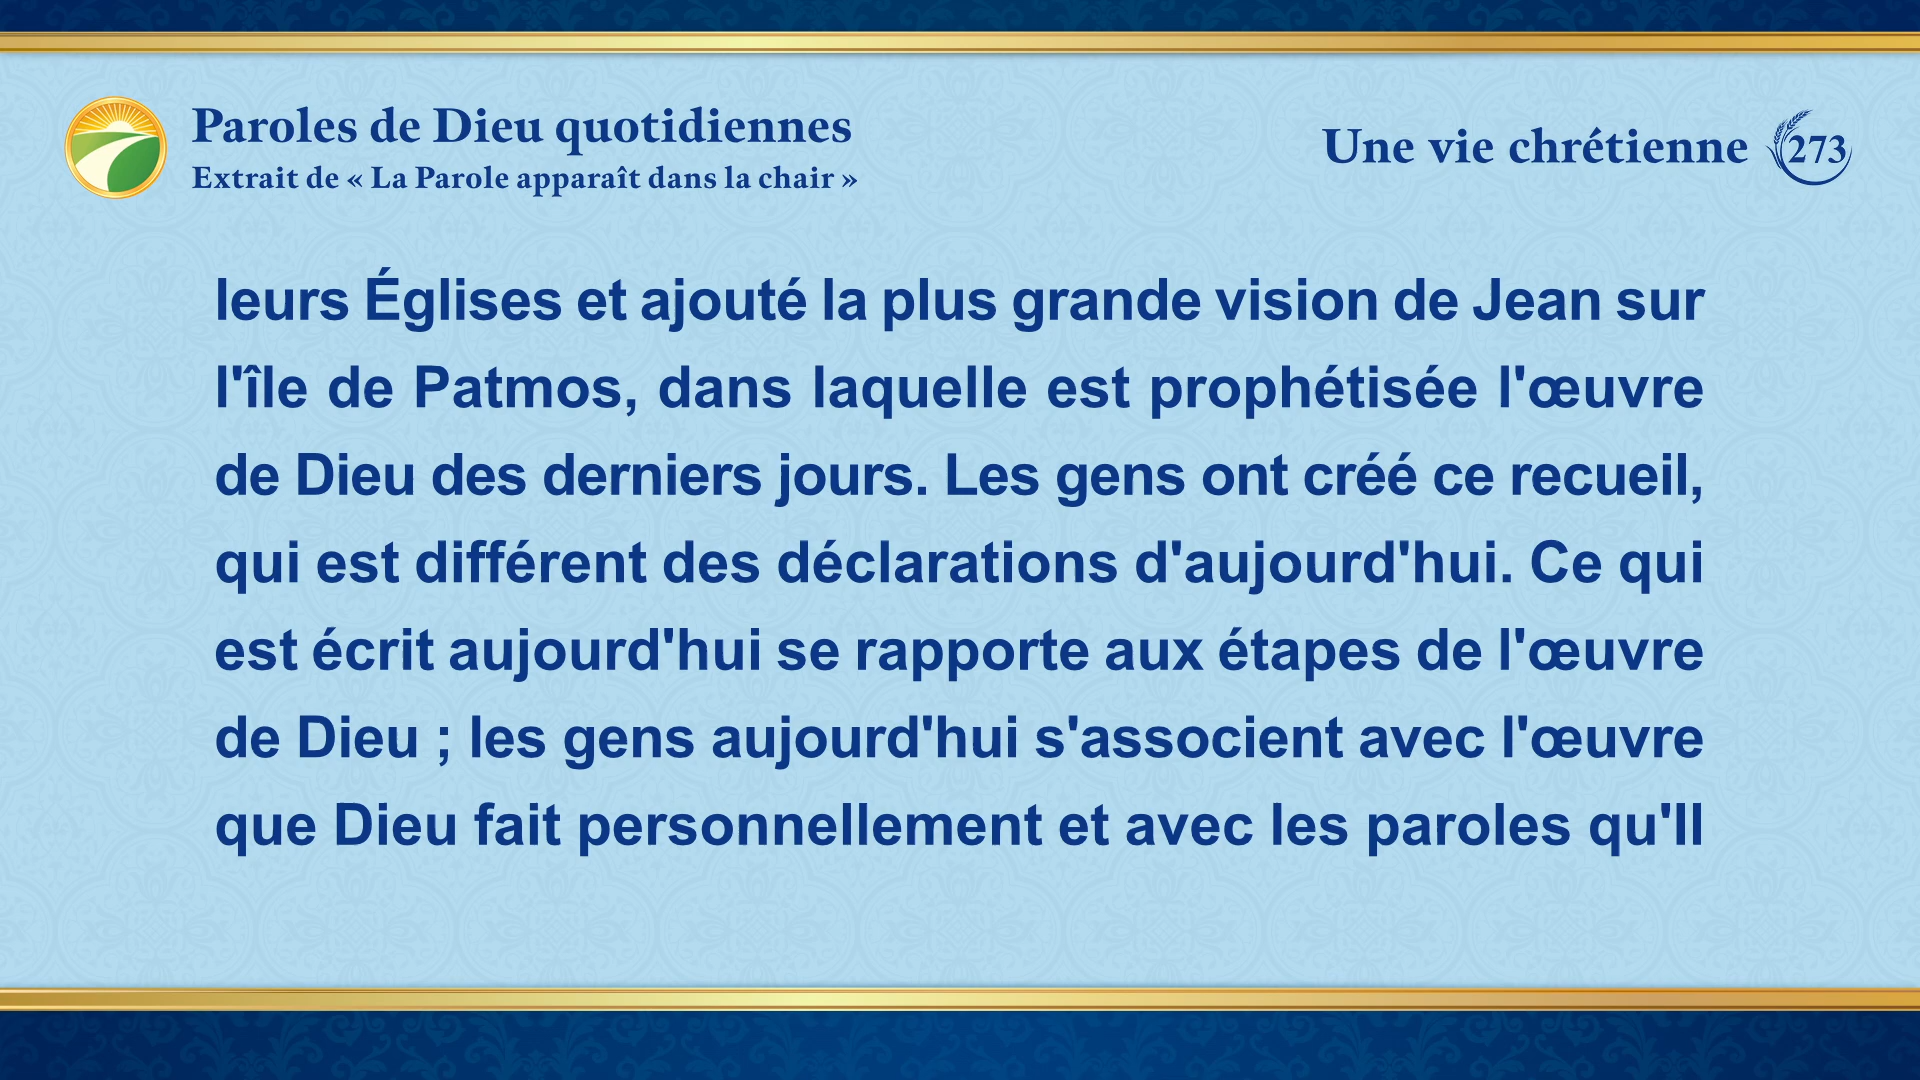 Paroles de Dieu quotidiennes
Extrait de « La Parole apparaît dans la chair »
Une vie chrétienne 273
leurs Églises et ajouté la plus grande vision de Jean sur
l'île de Patmos, dans laquelle est prophétisée l'œuvre
de Dieu des derniers jours. Les gens ont créé ce recueil,
qui est différent des déclarations d'aujourd'hui. Ce qui
est écrit aujourd'hui se rapporte aux étapes de l'œuvre
de Dieu ; les gens aujourd'hui s'associent avec l'œuvre
que Dieu fait personnellement et avec les paroles qu'Il